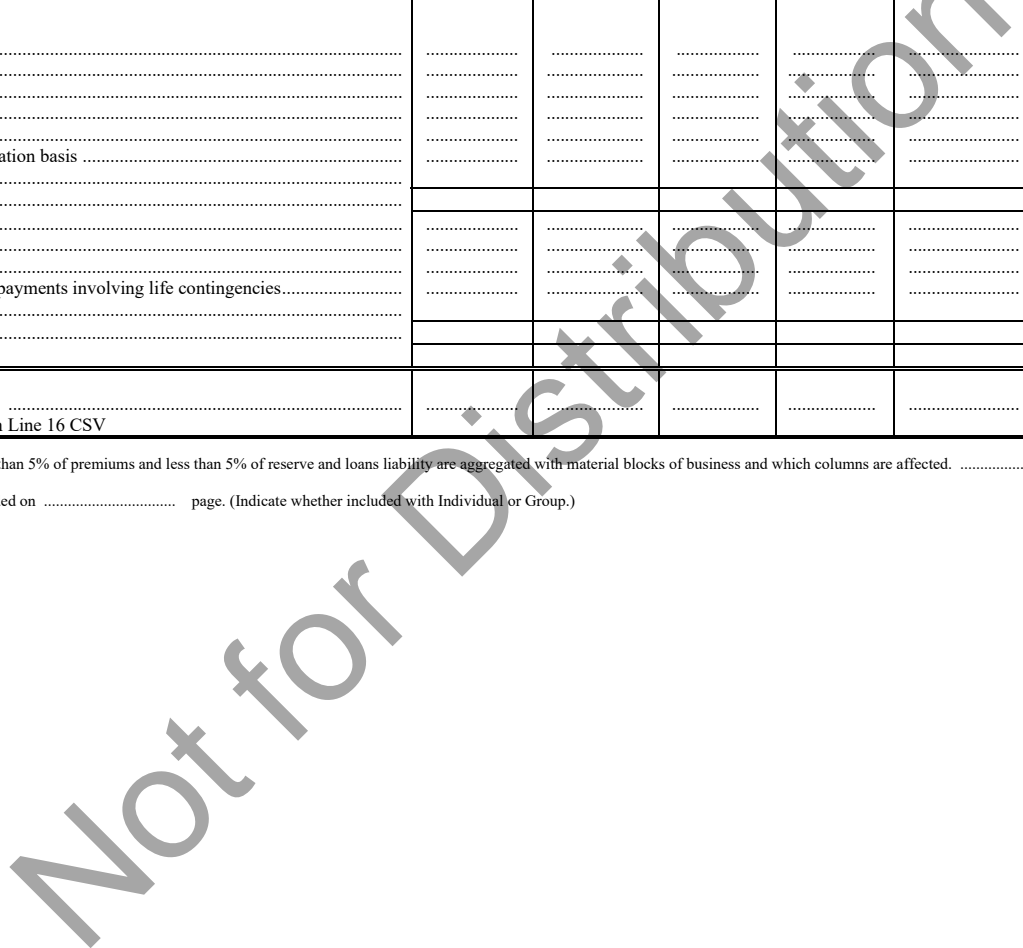 ation basis ........................................................................................
payments involving life contingencies..............................
n Line 16 CSV
than 5% of premiums and less than 5% of reserve and loans liability are aggregated with material blocks of business and which columns are affected. ................
ed on ................................. page. (Indicate whether included with Individual or Group.)
Not for Distribution